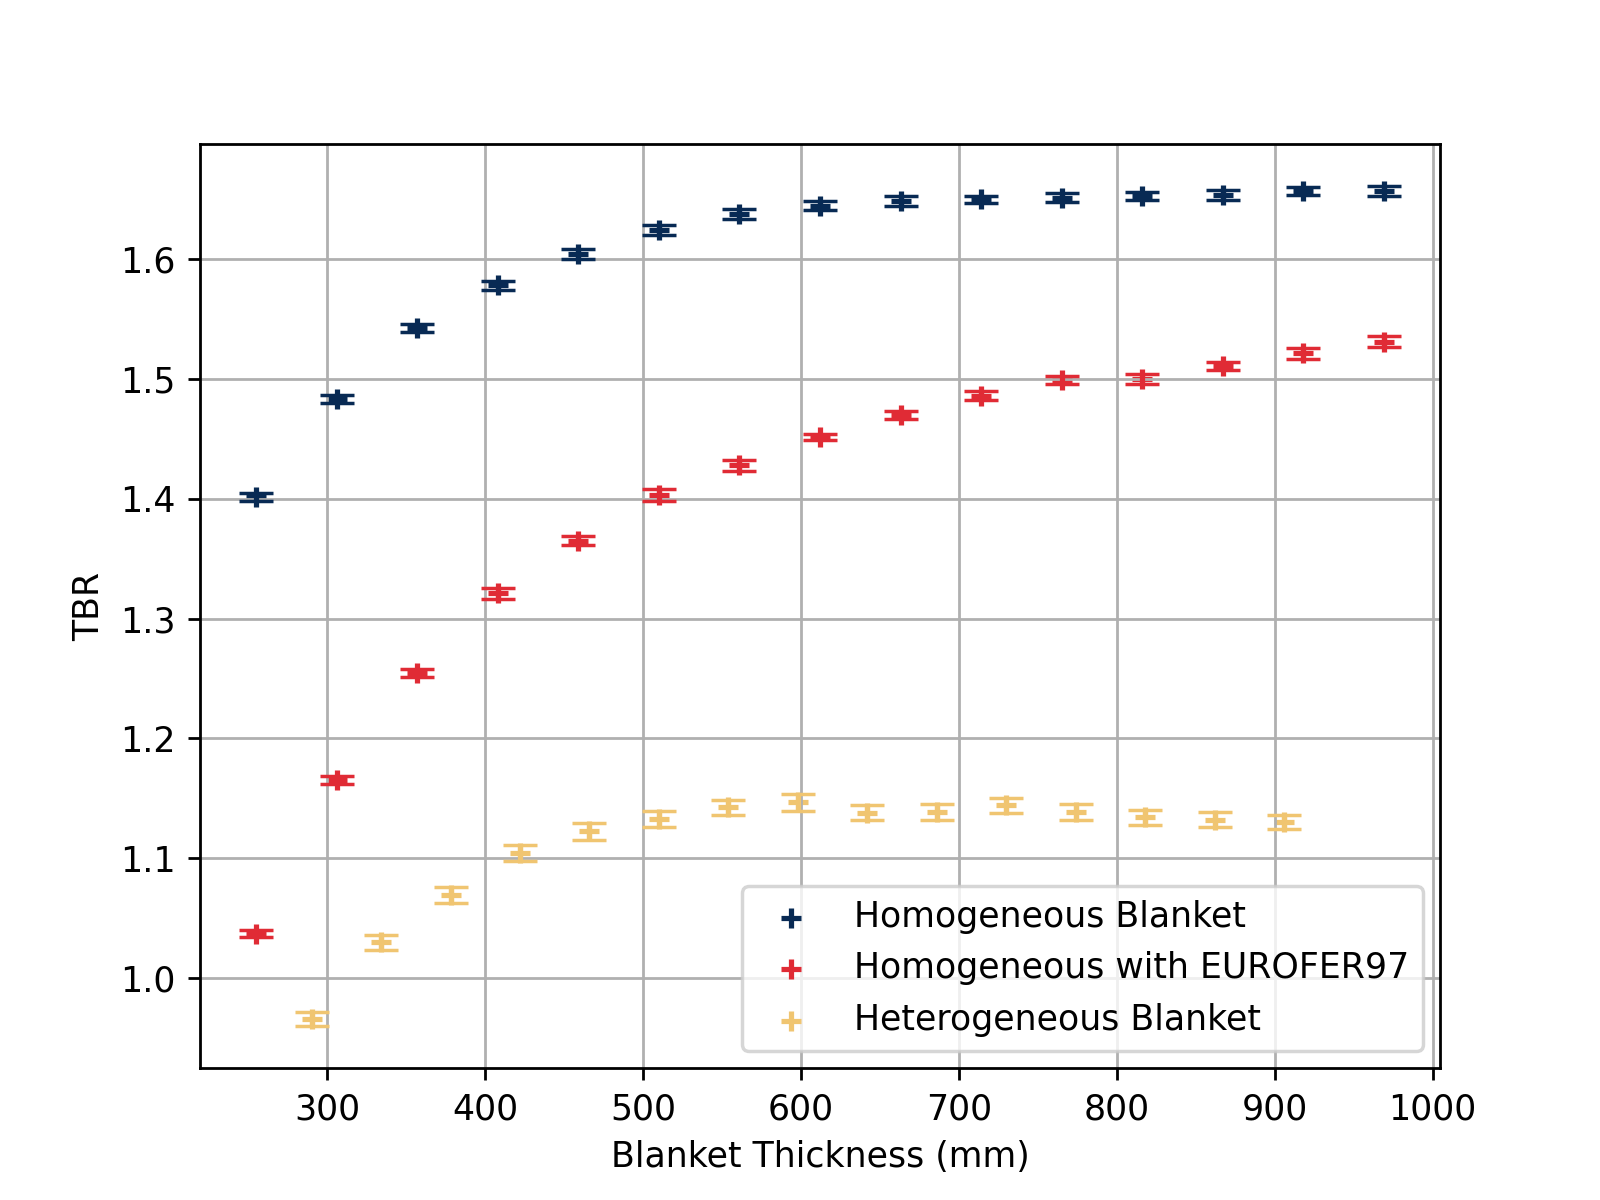 1.6
1.5
1.4
1.3
1.2
1.1
1.0
TBR
300 400 500 600 700 800 900 1000
Blanket Thickness (mm)
Homogeneous Blanket
Homogeneous with EUROFER97
Heterogeneous Blanket